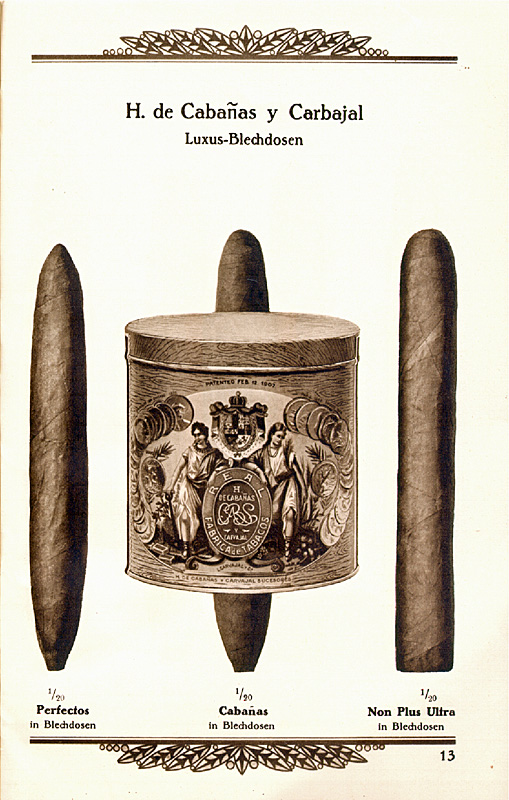 H. de Cabañas y Carbajal
Luxus-Blechdosen
PATENTED FEB. 12 1907
REAL
H
DE CABAÑAS
Y
CARVAJAL
FABRICA DE TABACOS
H. DE CABAÑAS Y CARVAJAL SUCESORES
1/20
Perfectos
in Blechdosen
1/20
Cabañas
in Blechdosen
1/20
Non Plus Ultra
in Blechdosen
13